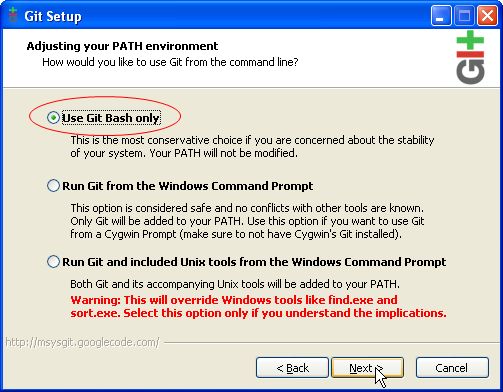 Git Setup
Adjusting your PATH environment
How would you like to use Git from the command line?
Git
Use Git Bash only
This is the most conservative choice if you are concerned about the stability
of your system. Your PATH will not be modified.
Run Git from the Windows Command Prompt
This option is considered safe and no conflicts with other tools are known.
Only Git will be added to your PATH. Use this option if you want to use Git
from a Cygwin Prompt (make sure to not have Cygwin's Git installed).
Run Git and included Unix tools from the Windows Command Prompt
Both Git and its accompanying Unix tools will be added to your PATH.
Warning: This will override Windows tools like find.exe and
sort.exe. Select this option only if you understand the implications.
http://msysgit.googlecode.com/
< Back
Next >
Cancel